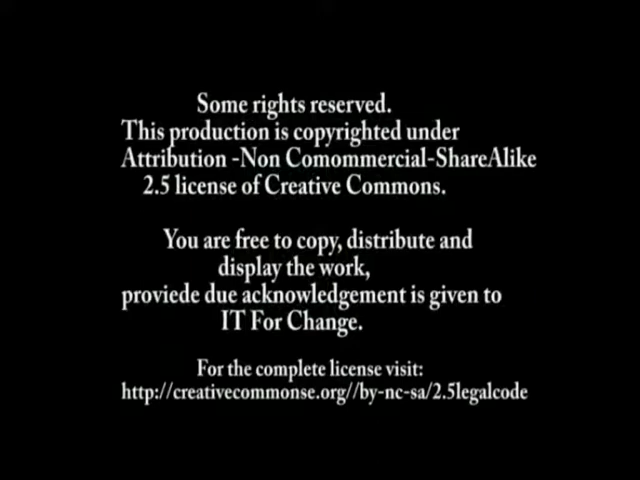 Some rights reserved.
This production is copyrighted under
Attribution -Non Comommercial-ShareAlike
2.5 license of Creative Commons.
You are free to copy, distribute and
display the work,
proviede due acknowledgement is given to
IT For Change.
For the complete license visit:
http://creativecommonse.org//by-nc-sa/2.5legalcode